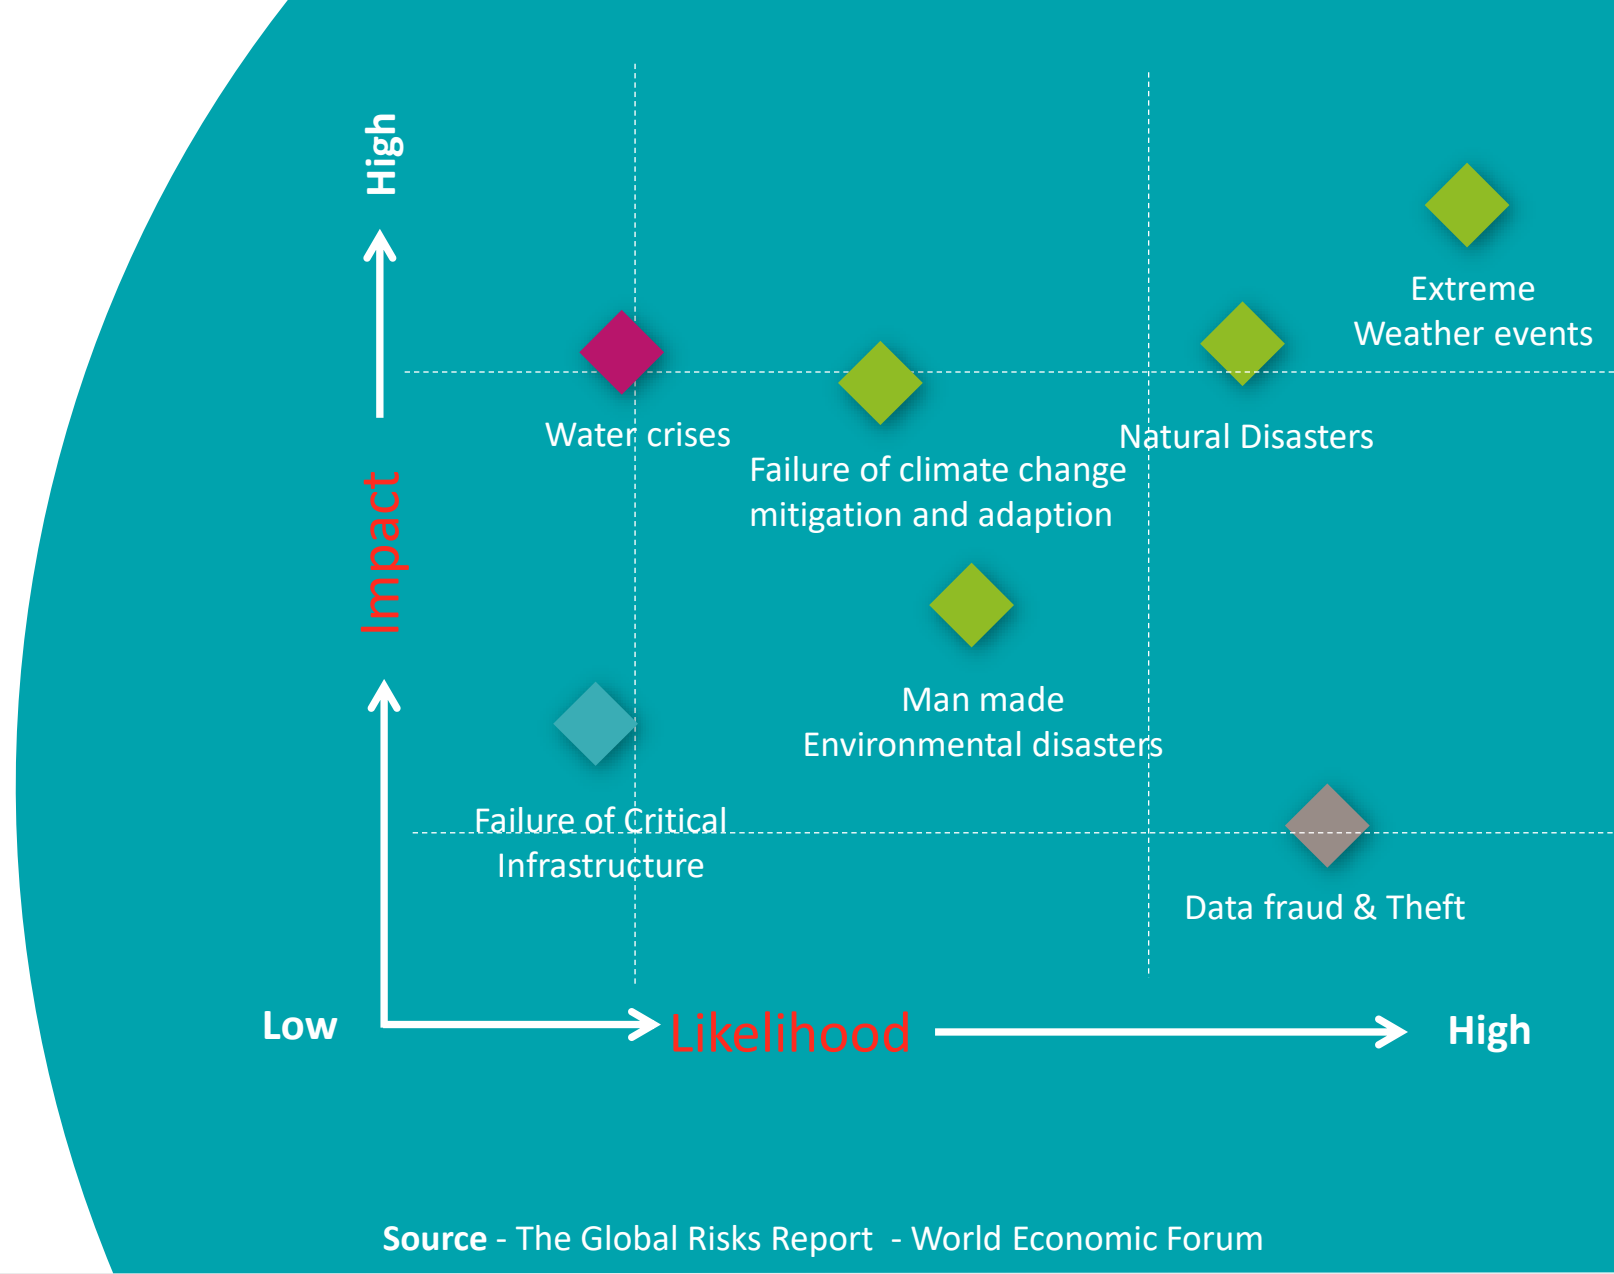 High
Extreme
Weather events
Water crises
Natural Disasters
Failure of climate change
mitigation and adaption
Impact
Man made
Environmental disasters
Failure of Critical
Infrastructure
Data fraud & Theft
Low
Likelihood
High
Source - The Global Risks Report - World Economic Forum